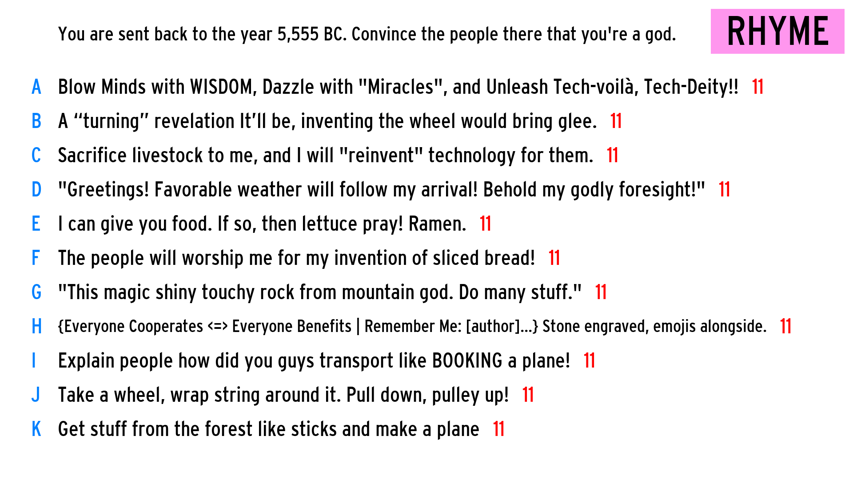 You are sent back to the year 5,555 BC. Convince the people there that you're a god.
RHYME
A Blow Minds with WISDOM, Dazzle with "Miracles", and Unleash Tech-voilà, Tech-Deity!! 11
B A “turning” revelation It’ll be, inventing the wheel would bring glee. 11
C Sacrifice livestock to me, and I will "reinvent" technology for them. 11
D "Greetings! Favorable weather will follow my arrival! Behold my godly foresight!" 11
E I can give you food. If so, then lettuce pray! Ramen. 11
F The people will worship me for my invention of sliced bread! 11
G "This magic shiny touchy rock from mountain god. Do many stuff." 11
H {Everyone Cooperates <=> Everyone Benefits | Remember Me: [author]...} Stone engraved, emojis alongside. 11
I Explain people how did you guys transport like BOOKING a plane! 11
J Take a wheel, wrap string around it. Pull down, pulley up! 11
K Get stuff from the forest like sticks and make a plane 11